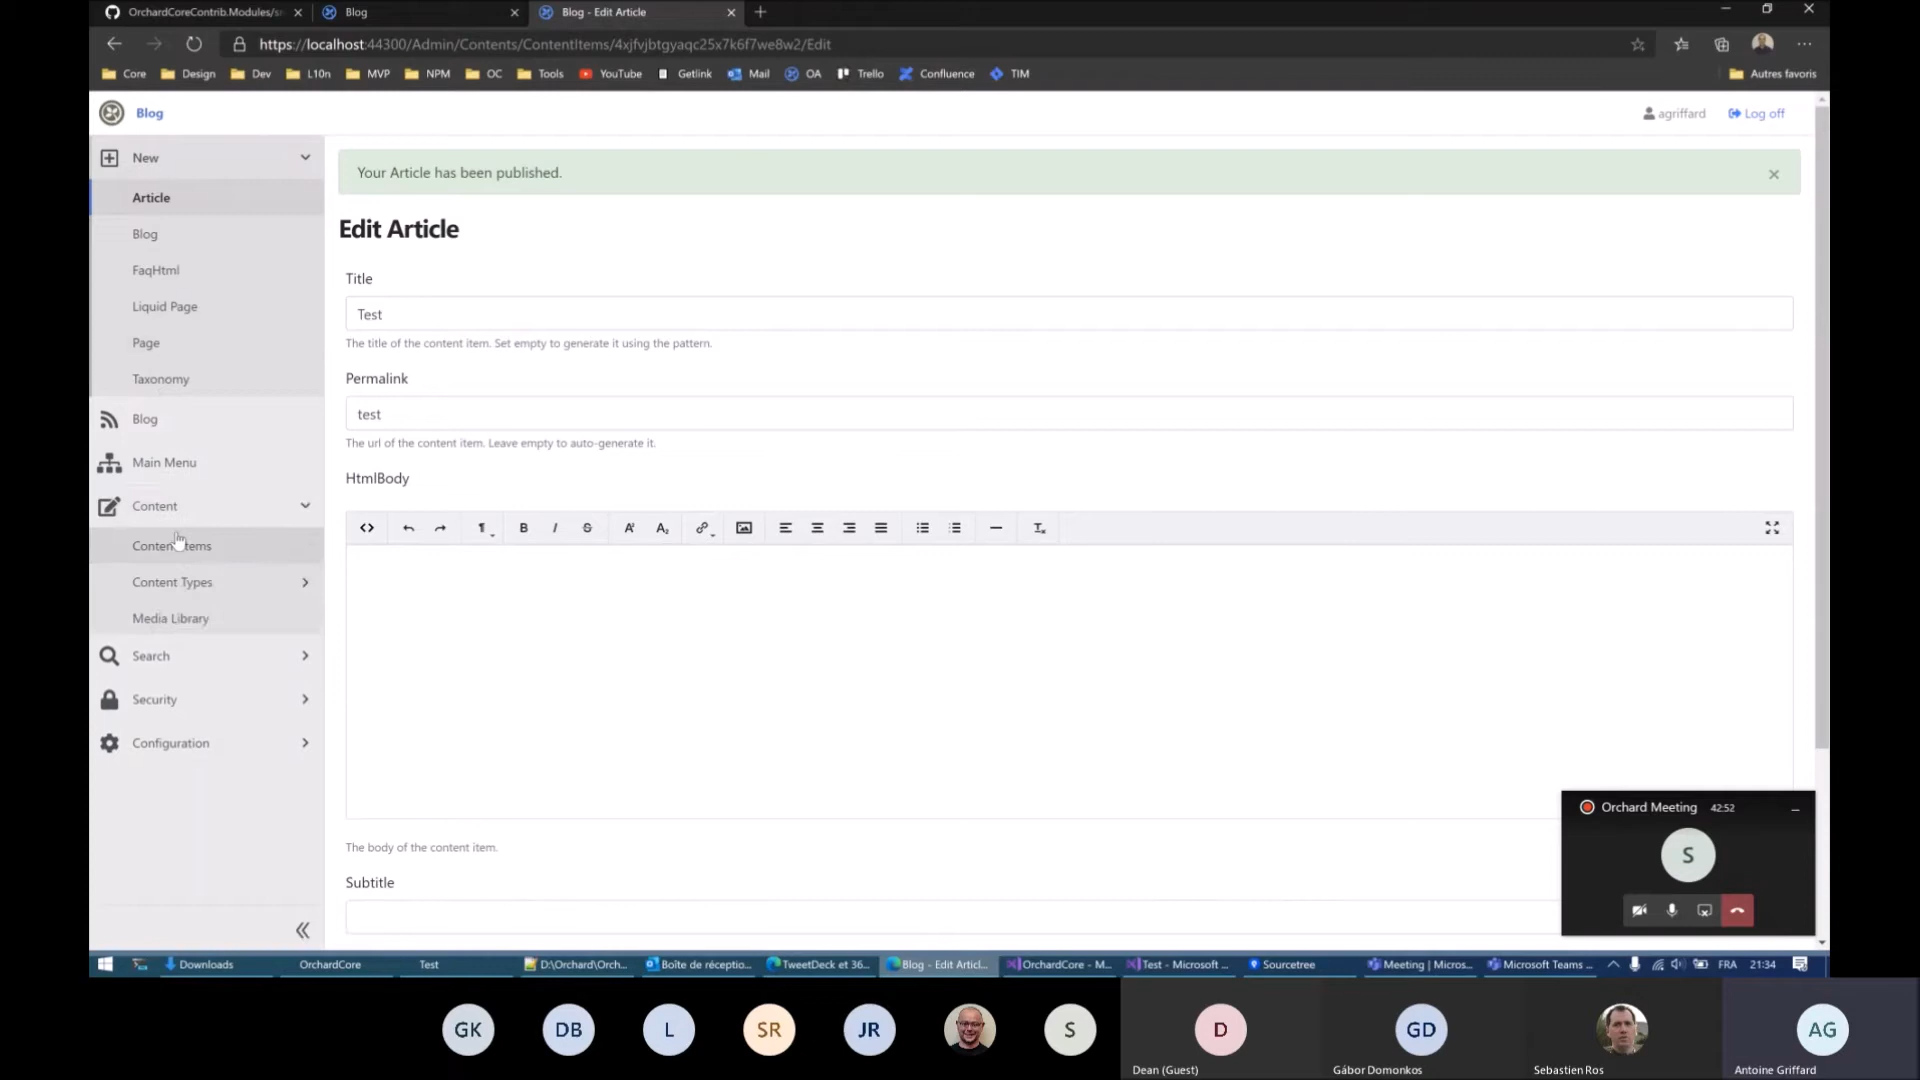 OrchardCoreContrib.Modules/sr
Blog
Blog - Edit Article
https://localhost:44300/Admin/Contents/ContentItems/4xjfvjbtgyaqc25x7k6f7we8w2/Edit
Core
Design
Dev
L10n
MVP
NPM
OC
Tools
YouTube
Getlink
Mail
OA
Trello
Confluence
TIM
Autres favoris
Blog
agriffard
Log off
New
Article
Blog
FaqHtml
Liquid Page
Page
Taxonomy
Blog
Main Menu
Content
Content Items
Content Types
Media Library
Search
Security
Configuration
Your Article has been published.
Edit Article
Title
Test
The title of the content item. Set empty to generate it using the pattern.
Permalink
test
The url of the content item. Leave empty to auto-generate it.
HtmlBody
The body of the content item.
Subtitle
Orchard Meeting 42:52
S
Downloads
OrchardCore
Test
D:\Orchard\Orch...
Boîte de réceptio...
TweetDeck et 36...
Blog - Edit Articl...
OrchardCore - M...
Test - Microsoft ...
Sourcetree
Meeting | Micros...
Microsoft Teams ...
FRA
21:34
GK
DB
L
SR
JR
S
D
Dean (Guest)
GD
Gábor Domonkos
Sebastien Ros
AG
Antoine Griffard